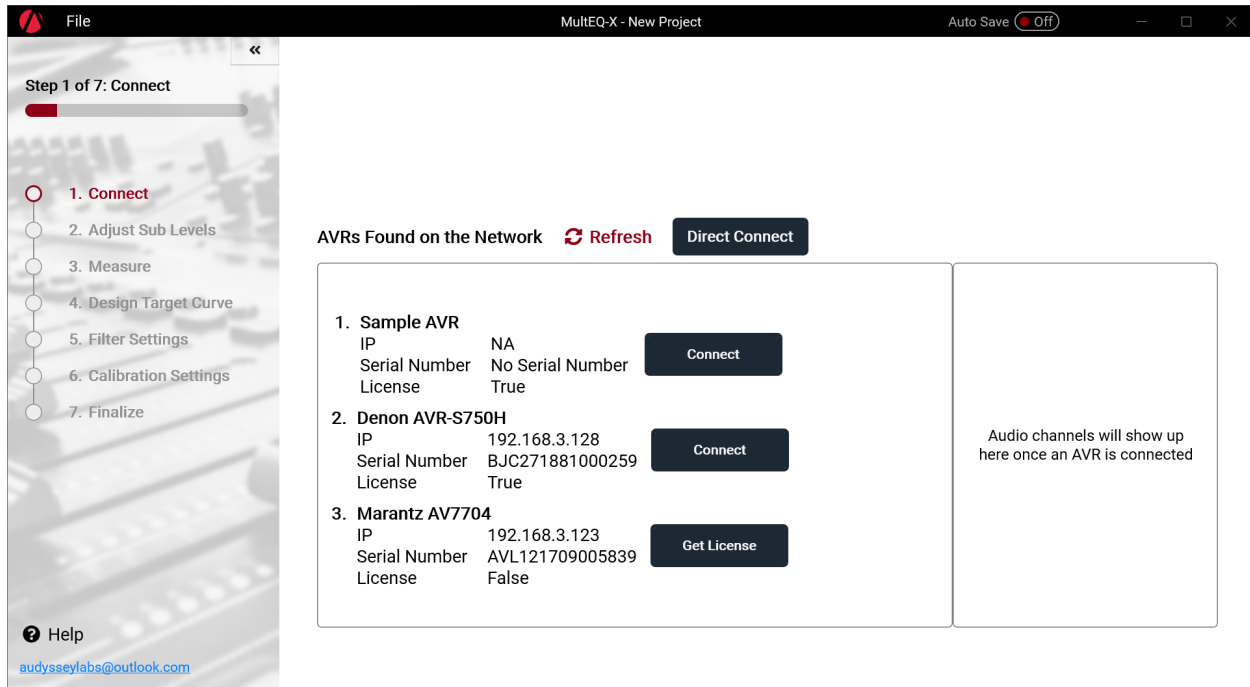 File
MultEQ-X - New Project
Auto Save Off
Step 1 of 7: Connect
1. Connect
2. Adjust Sub Levels
3. Measure
4. Design Target Curve
5. Filter Settings
6. Calibration Settings
7. Finalize
Help
audysseylabs@outlook.com
AVRs Found on the Network Refresh Direct Connect
1. Sample AVR
IP NA
Serial Number No Serial Number
License True
Connect
2. Denon AVR-S750H
IP 192.168.3.128
Serial Number BJC271881000259
License True
Connect
3. Marantz AV7704
IP 192.168.3.123
Serial Number AVL121709005839
License False
Get License
Audio channels will show up
here once an AVR is connected